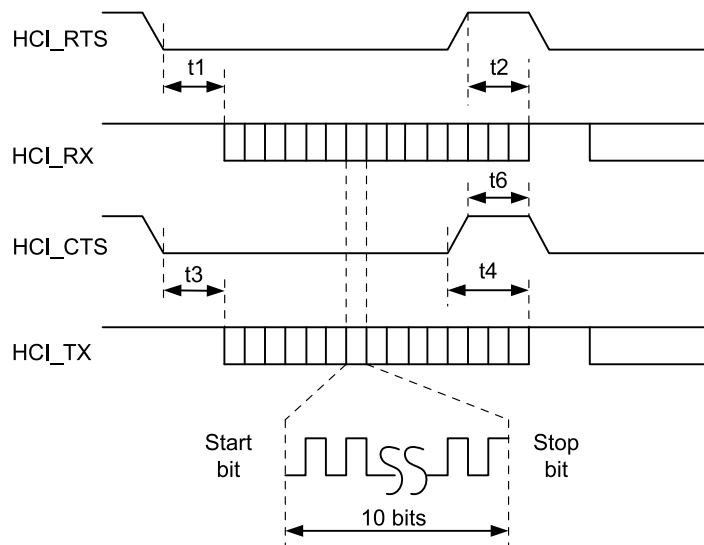 HCI_RTS
t1
t2
HCI_RX
t6
HCI_CTS
t3
t4
HCI_TX
Start
bit
Stop
bit
10 bits